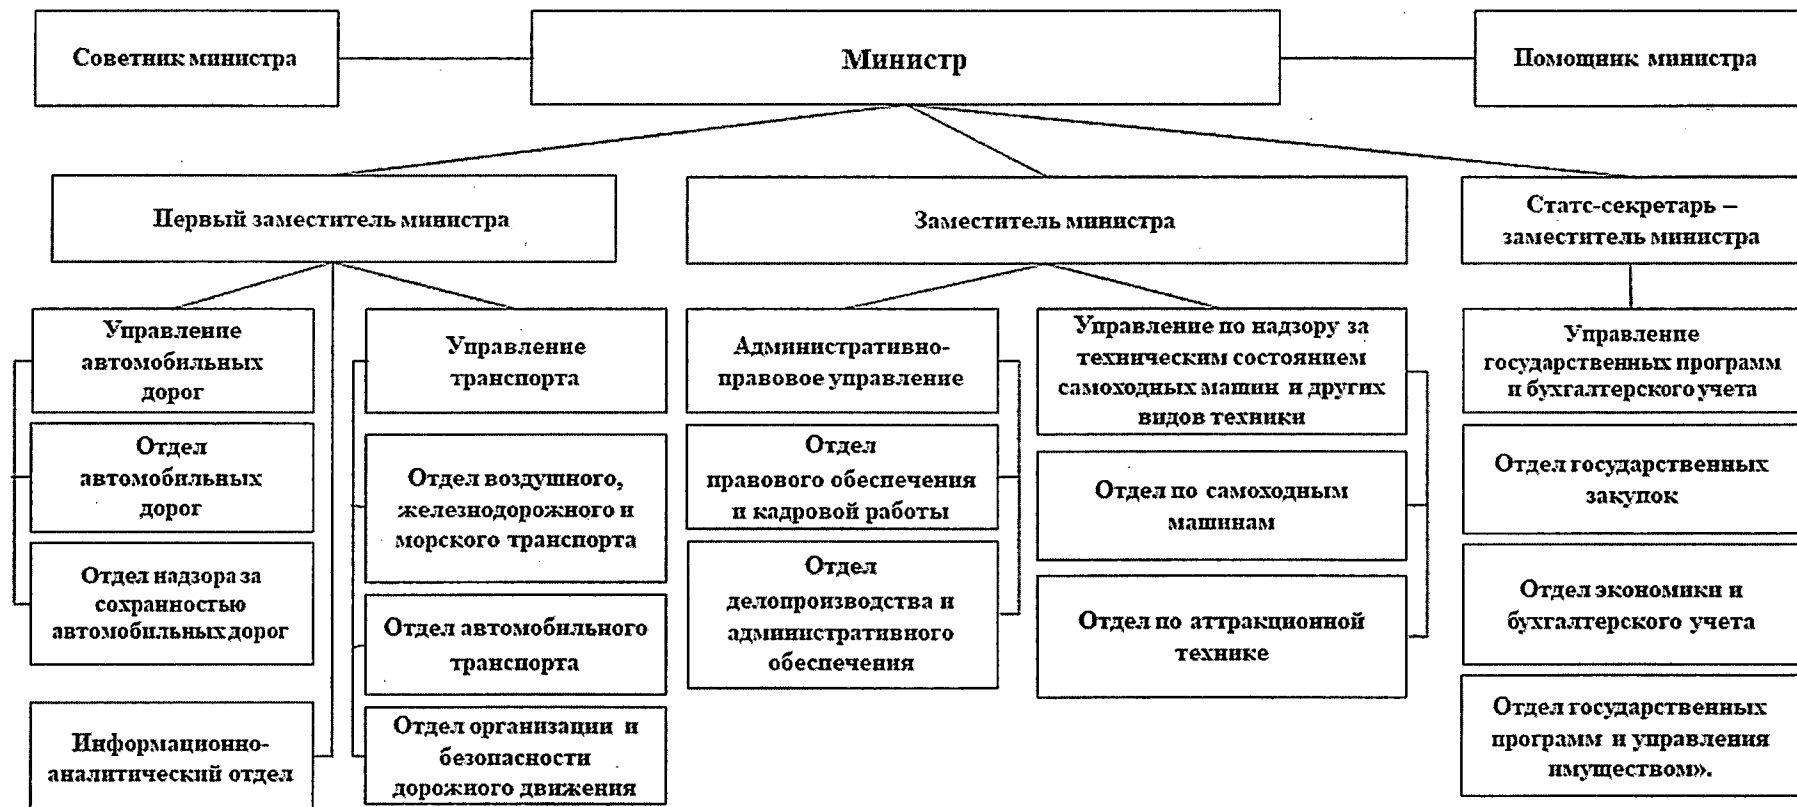 Советник министра
Министр
Помощник министра
Первый заместитель министра
Заместитель министра
Статс-секретарь –
заместитель министра
Управление
автомобильных
дорог
Отдел
автомобильных
дорог
Отдел надзора за
сохранностью
автомобильных дорог
Информационно-
аналитический отдел
Управление
транспорта
Отдел воздушного,
железнодорожного и
морского транспорта
Отдел автомобильного
транспорта
Отдел организации и
безопасности
дорожного движения
Административно-
правовое управление
Отдел
правового обеспечения
и кадровой работы
Отдел
делопроизводства и
административного
обеспечения
Управление по надзору за
техническим состоянием
самоходных машин и других
видов техники
Отдел по самоходным
машинам
Отдел по аттракционной
технике
Управление
государственных программ
и бухгалтерского учета
Отдел государственных
закупок
Отдел экономики и
бухгалтерского учета
Отдел государственных
программ и управления
имуществом».